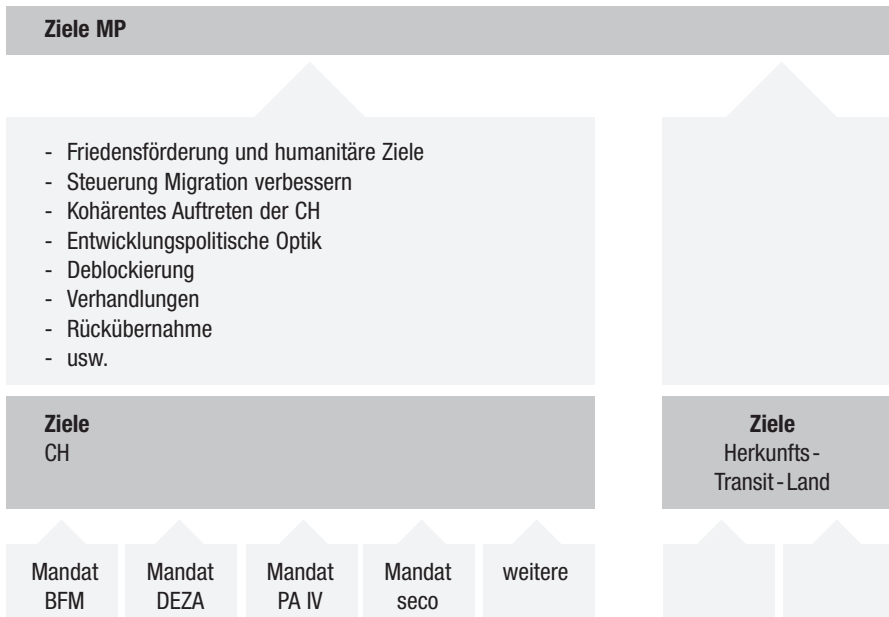 Ziele MP
- Friedensförderung und humanitäre Ziele
- Steuerung Migration verbessern
- Kohärentes Auftreten der CH
- Entwicklungspolitische Optik
- Deblockierung
- Verhandlungen
- Rückübernahme
- usw.
Ziele
CH
Ziele
Herkunfts-
Transit-Land
Mandat
BFM
Mandat
DEZA
Mandat
PA IV
Mandat
seco
weitere